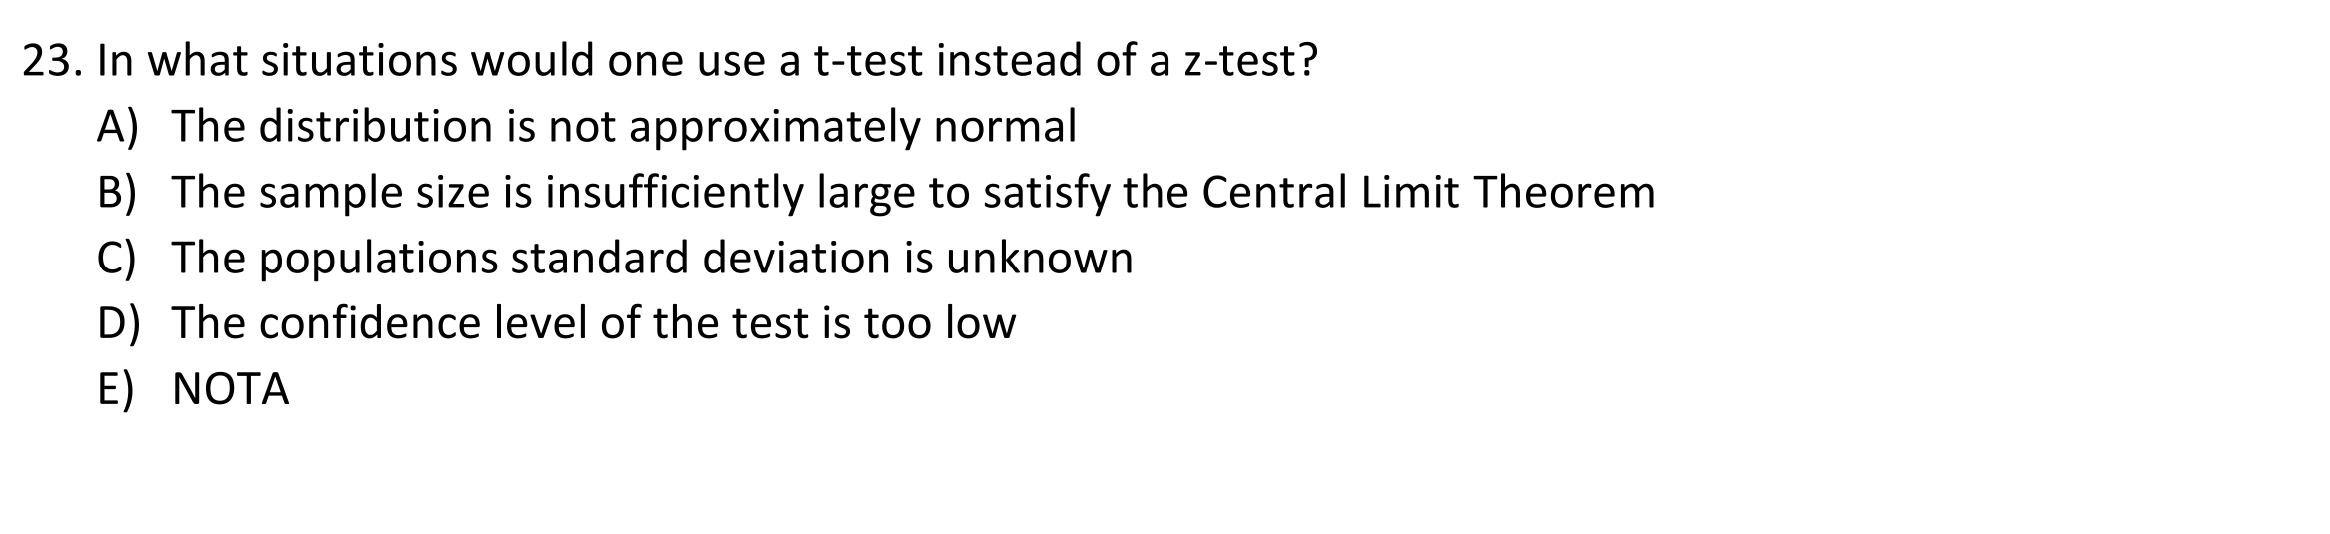 23. In what situations would one use a t-test instead of a z-test?
A) The distribution is not approximately normal
B) The sample size is insufficiently large to satisfy the Central Limit Theorem
C) The populations standard deviation is unknown
D) The confidence level of the test is too low
E) NOTA